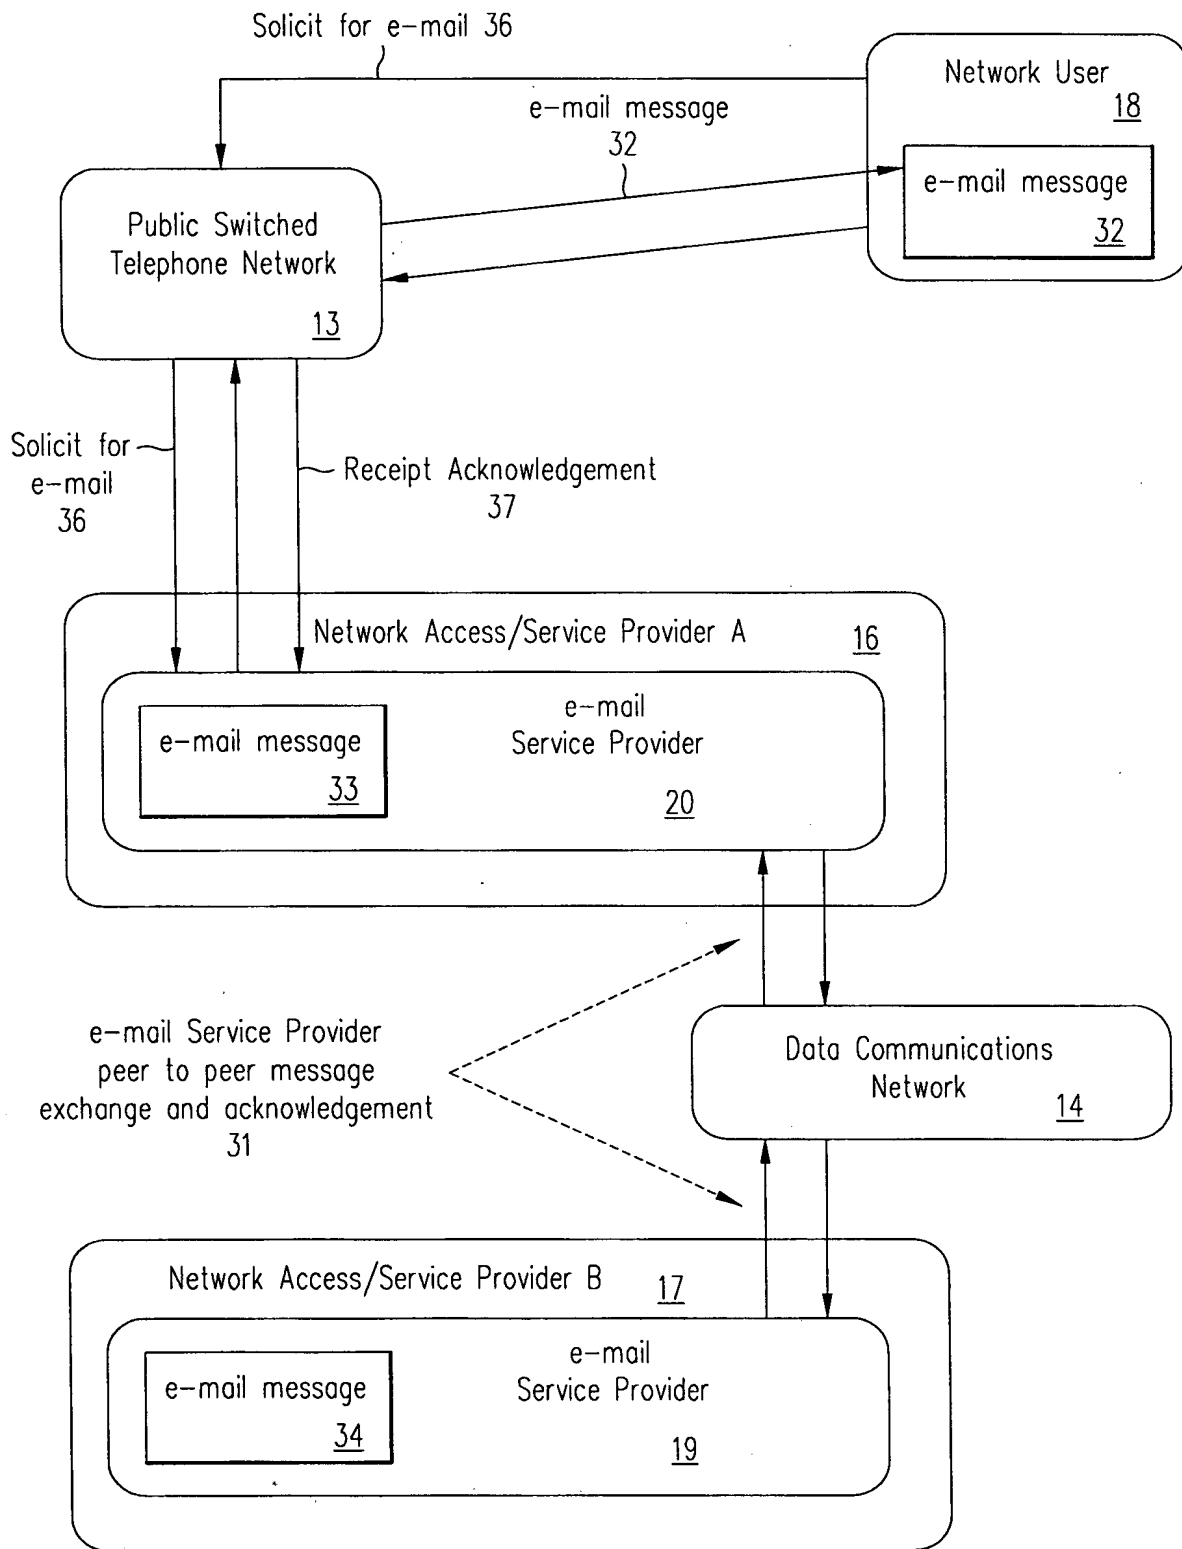 Solicit for e-mail 36
Network User
18
e-mail message
32
e-mail message
32
Public Switched
Telephone Network
13
Solicit for
e-mail
36
Receipt Acknowledgement
37
Network Access/Service Provider A
16
e-mail message
33
e-mail
Service Provider
20
e-mail Service Provider
peer to peer message
exchange and acknowledgement
31
Data Communications
Network
14
Network Access/Service Provider B
17
e-mail message
34
e-mail
Service Provider
19